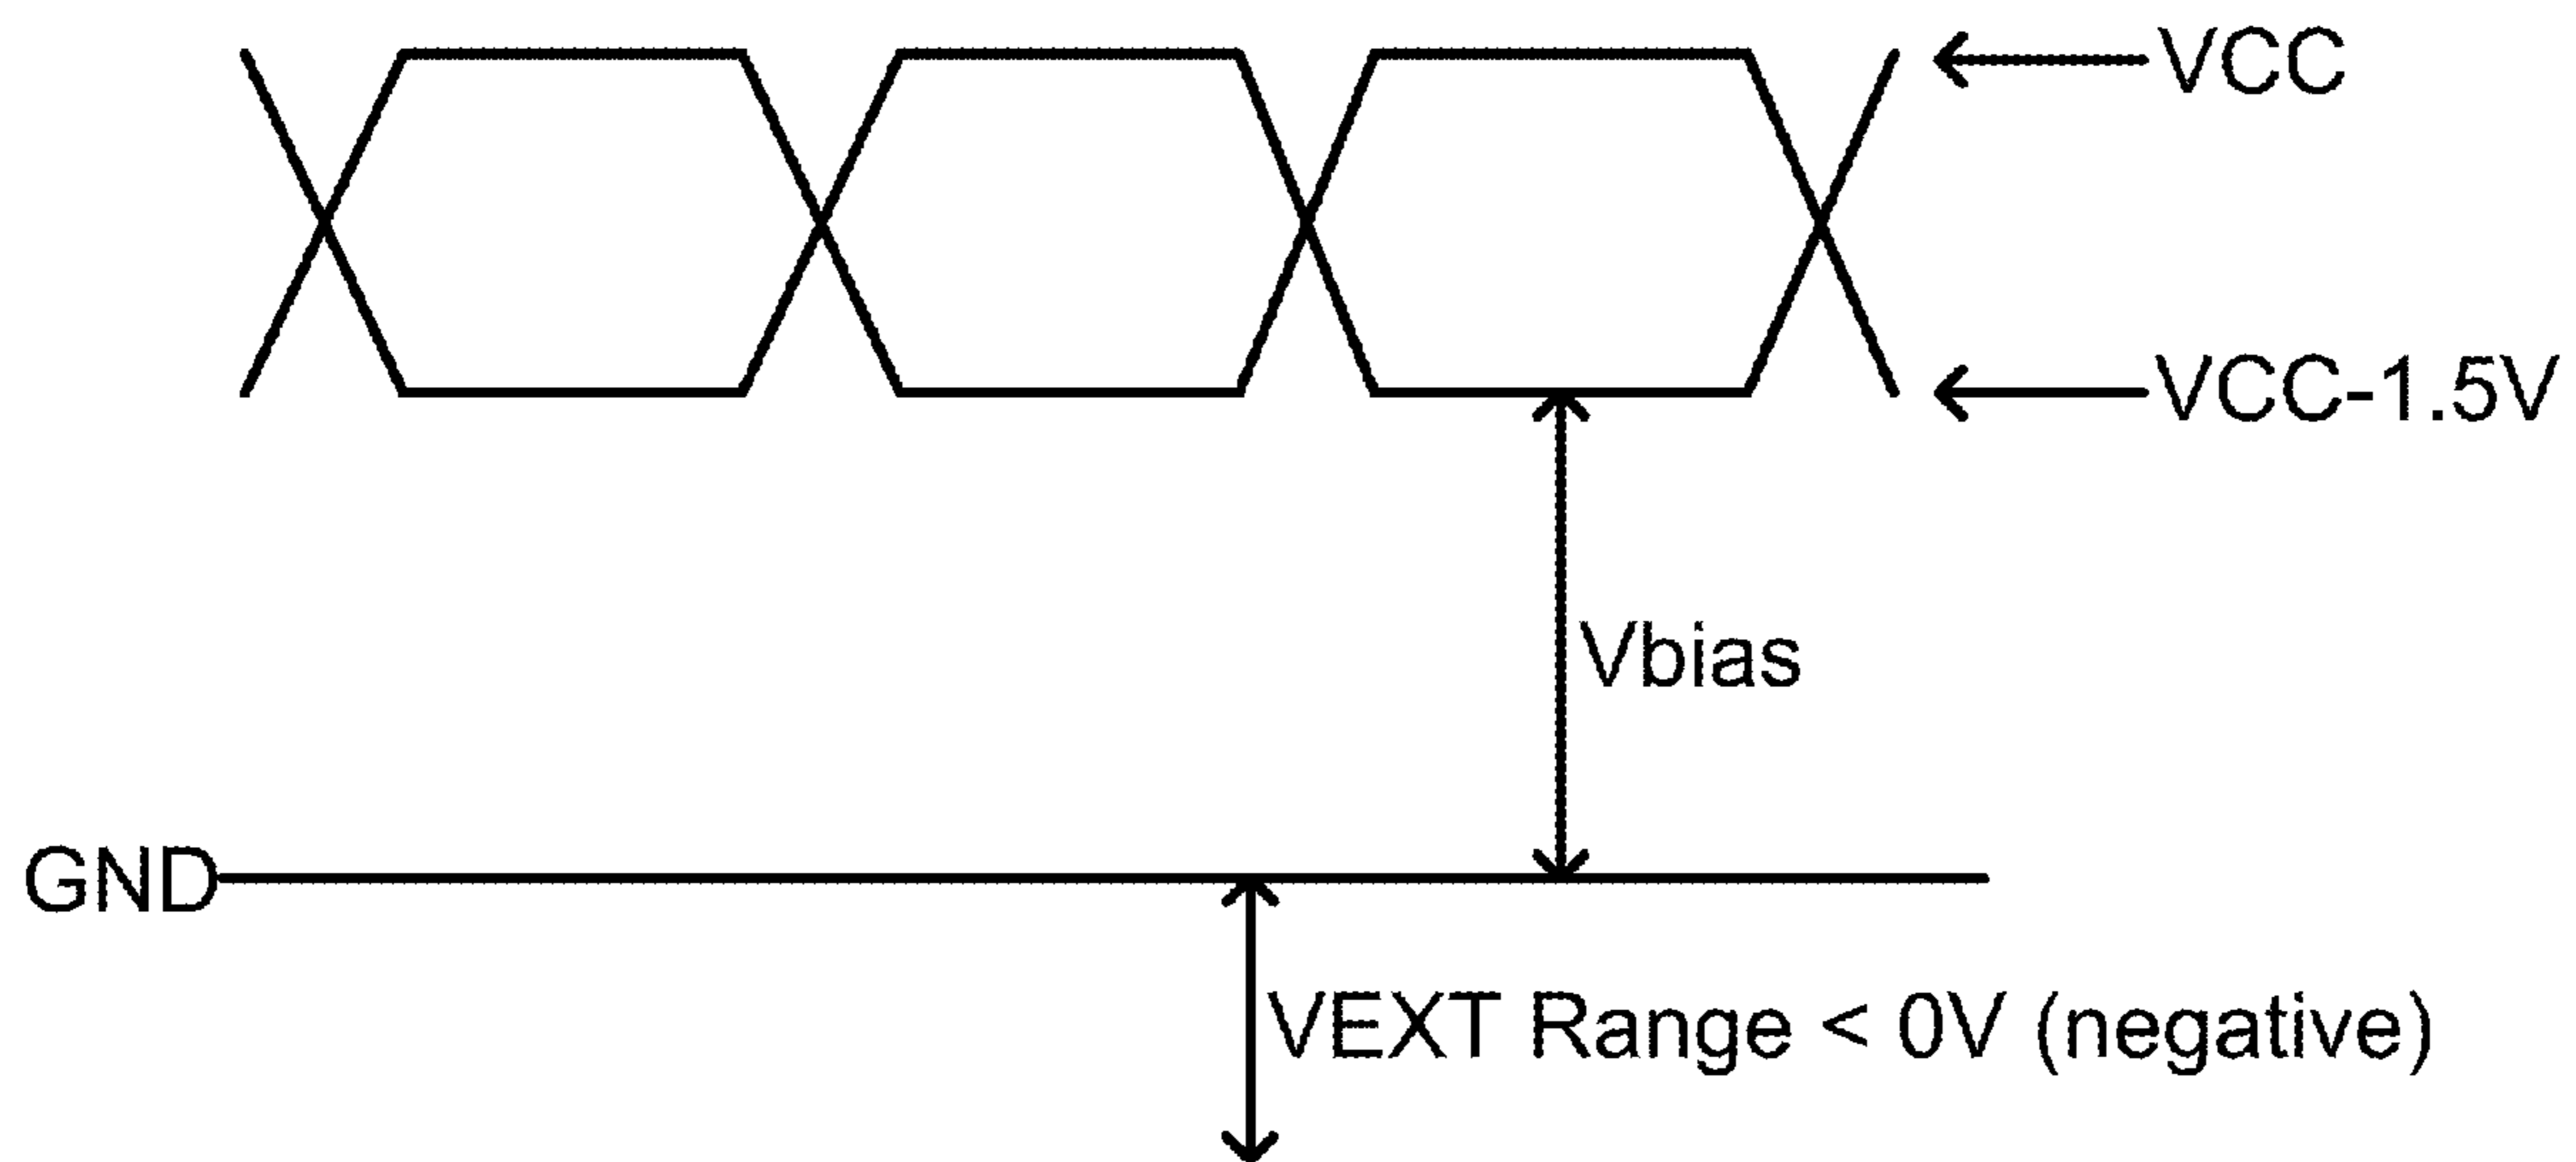 VCC
VCC-1.5V
Vbias
GND
VEXT Range < 0V (negative)